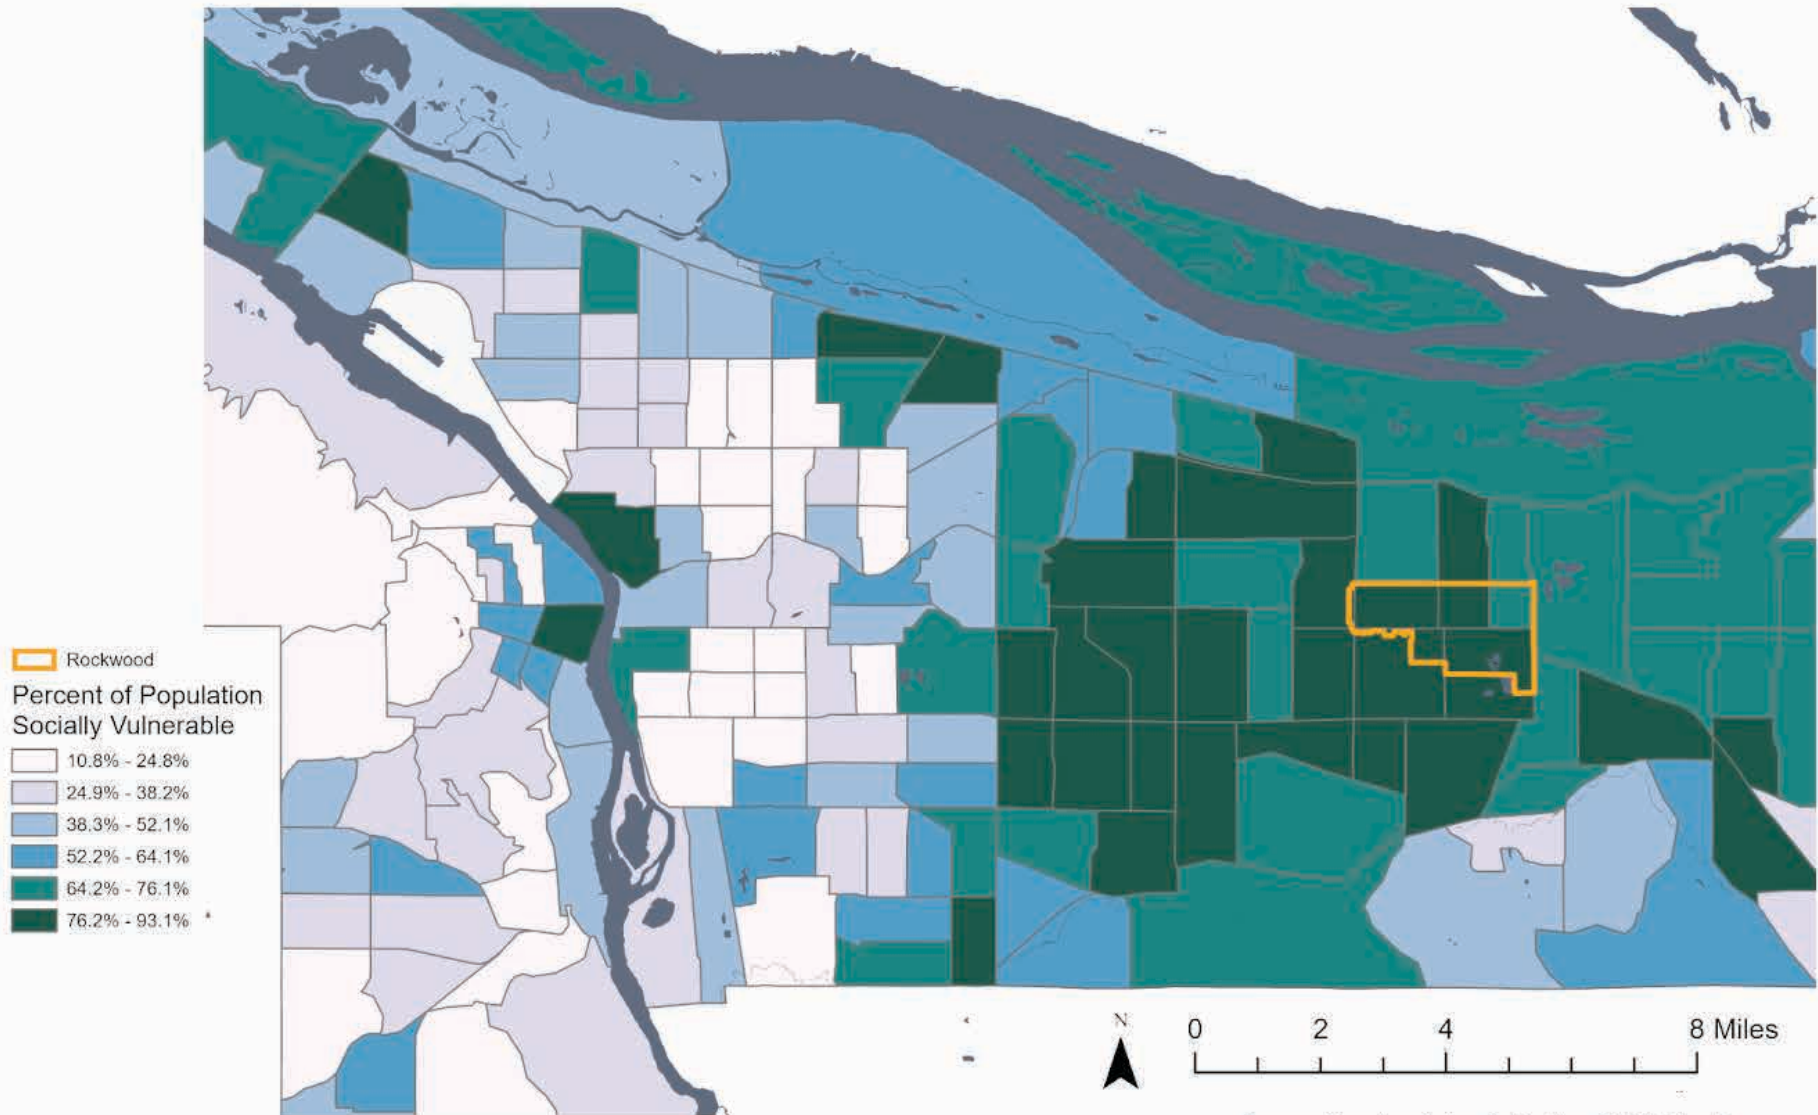 Rockwood
Percent of Population
Socially Vulnerable
10.8% - 24.8%
24.9% - 38.2%
38.3% - 52.1%
52.2% - 64.1%
64.2% - 76.1%
76.2% - 93.1%
N
0 2 4 8 Miles